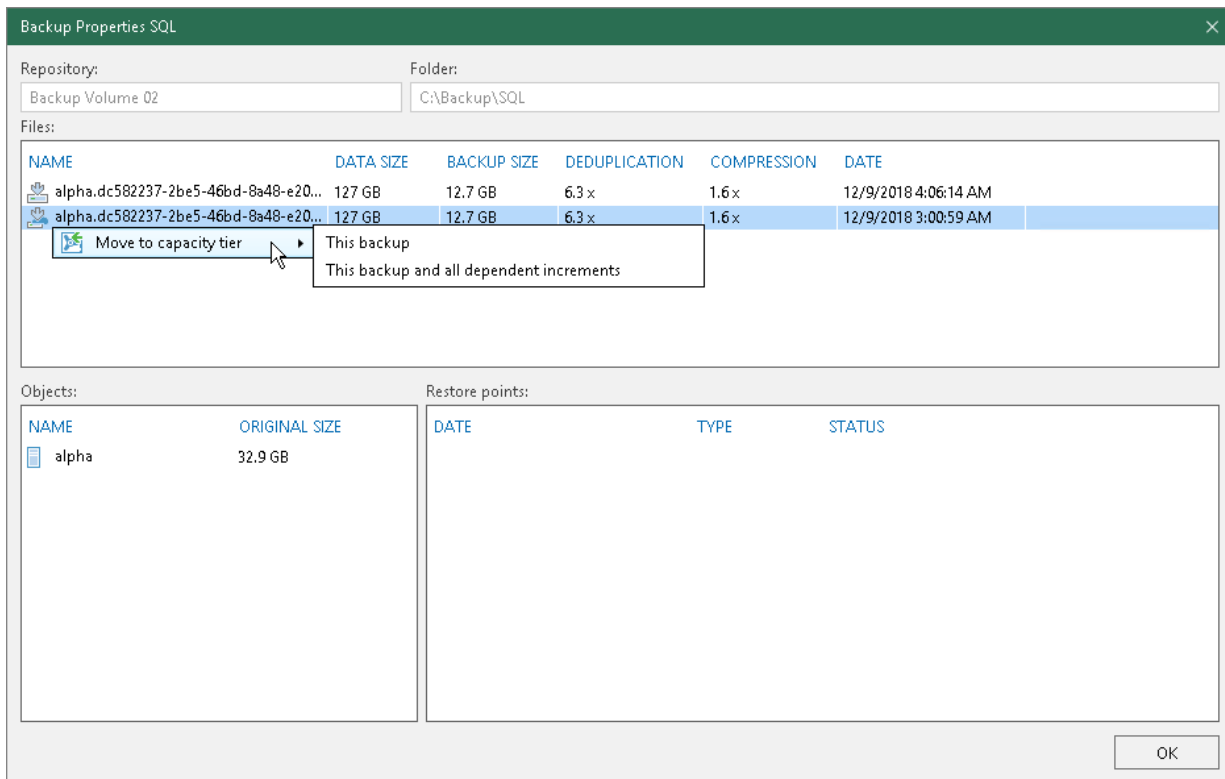 Backup Properties SQL
Repository: Folder:
Backup Volume 02 C:\Backup\SQL
Files:
NAME DATA SIZE BACKUP SIZE DEDUPLICATION COMPRESSION DATE
alpha.dc582237-2be5-46bd-8a48-e20... 127 GB 12.7 GB 6.3 x 1.6 x 12/9/2018 4:06:14 AM
alpha.dc582237-2be5-46bd-8a48-e20... 127 GB 12.7 GB 6.3 x 1.6 x 12/9/2018 3:00:59 AM
Move to capacity tier This backup
This backup and all dependent increments
Objects: Restore points:
NAME ORIGINAL SIZE DATE TYPE STATUS
alpha 32.9 GB
OK